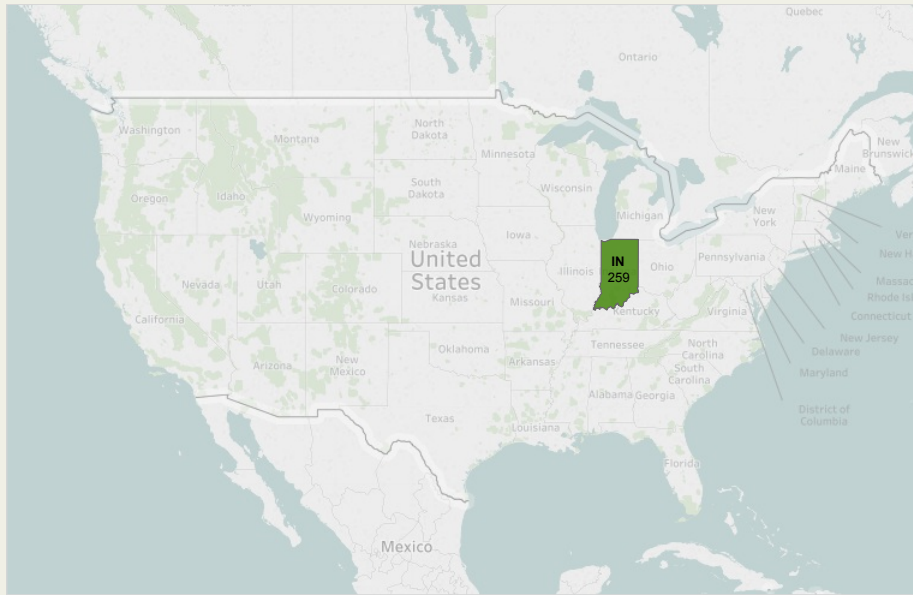 Quebec
Ontario
Washington
Montana
North
Dakota
Minnesota
New
Brunswick
Maine
Oregon
Idaho
South
Dakota
Wisconsin
Michigan
New
York
Wyoming
Iowa
Nebraska
United
States
Nevada
Utah
Colorado
Kansas
Illinois
IN
259
Ohio
Pennsylvania
Missouri
Kentucky
Virginia
California
Arizona
New
Mexico
Oklahoma
Arkansas
Tennessee
North
Carolina
South
Carolina
Texas
Louisiana
Alabama
Georgia
Florida
Mexico
Ver
New H
Massac
Rhode Isl
Connecticut
New Jersey
Delaware
Maryland
District of
Columbia